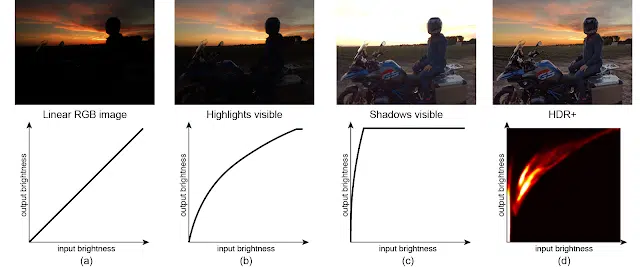 Linear RGB image
Highlights visible
Shadows visible
HDR+
output brightness
output brightness
output brightness
output brightness
input brightness
input brightness
input brightness
input brightness
(a)
(b)
(c)
(d)